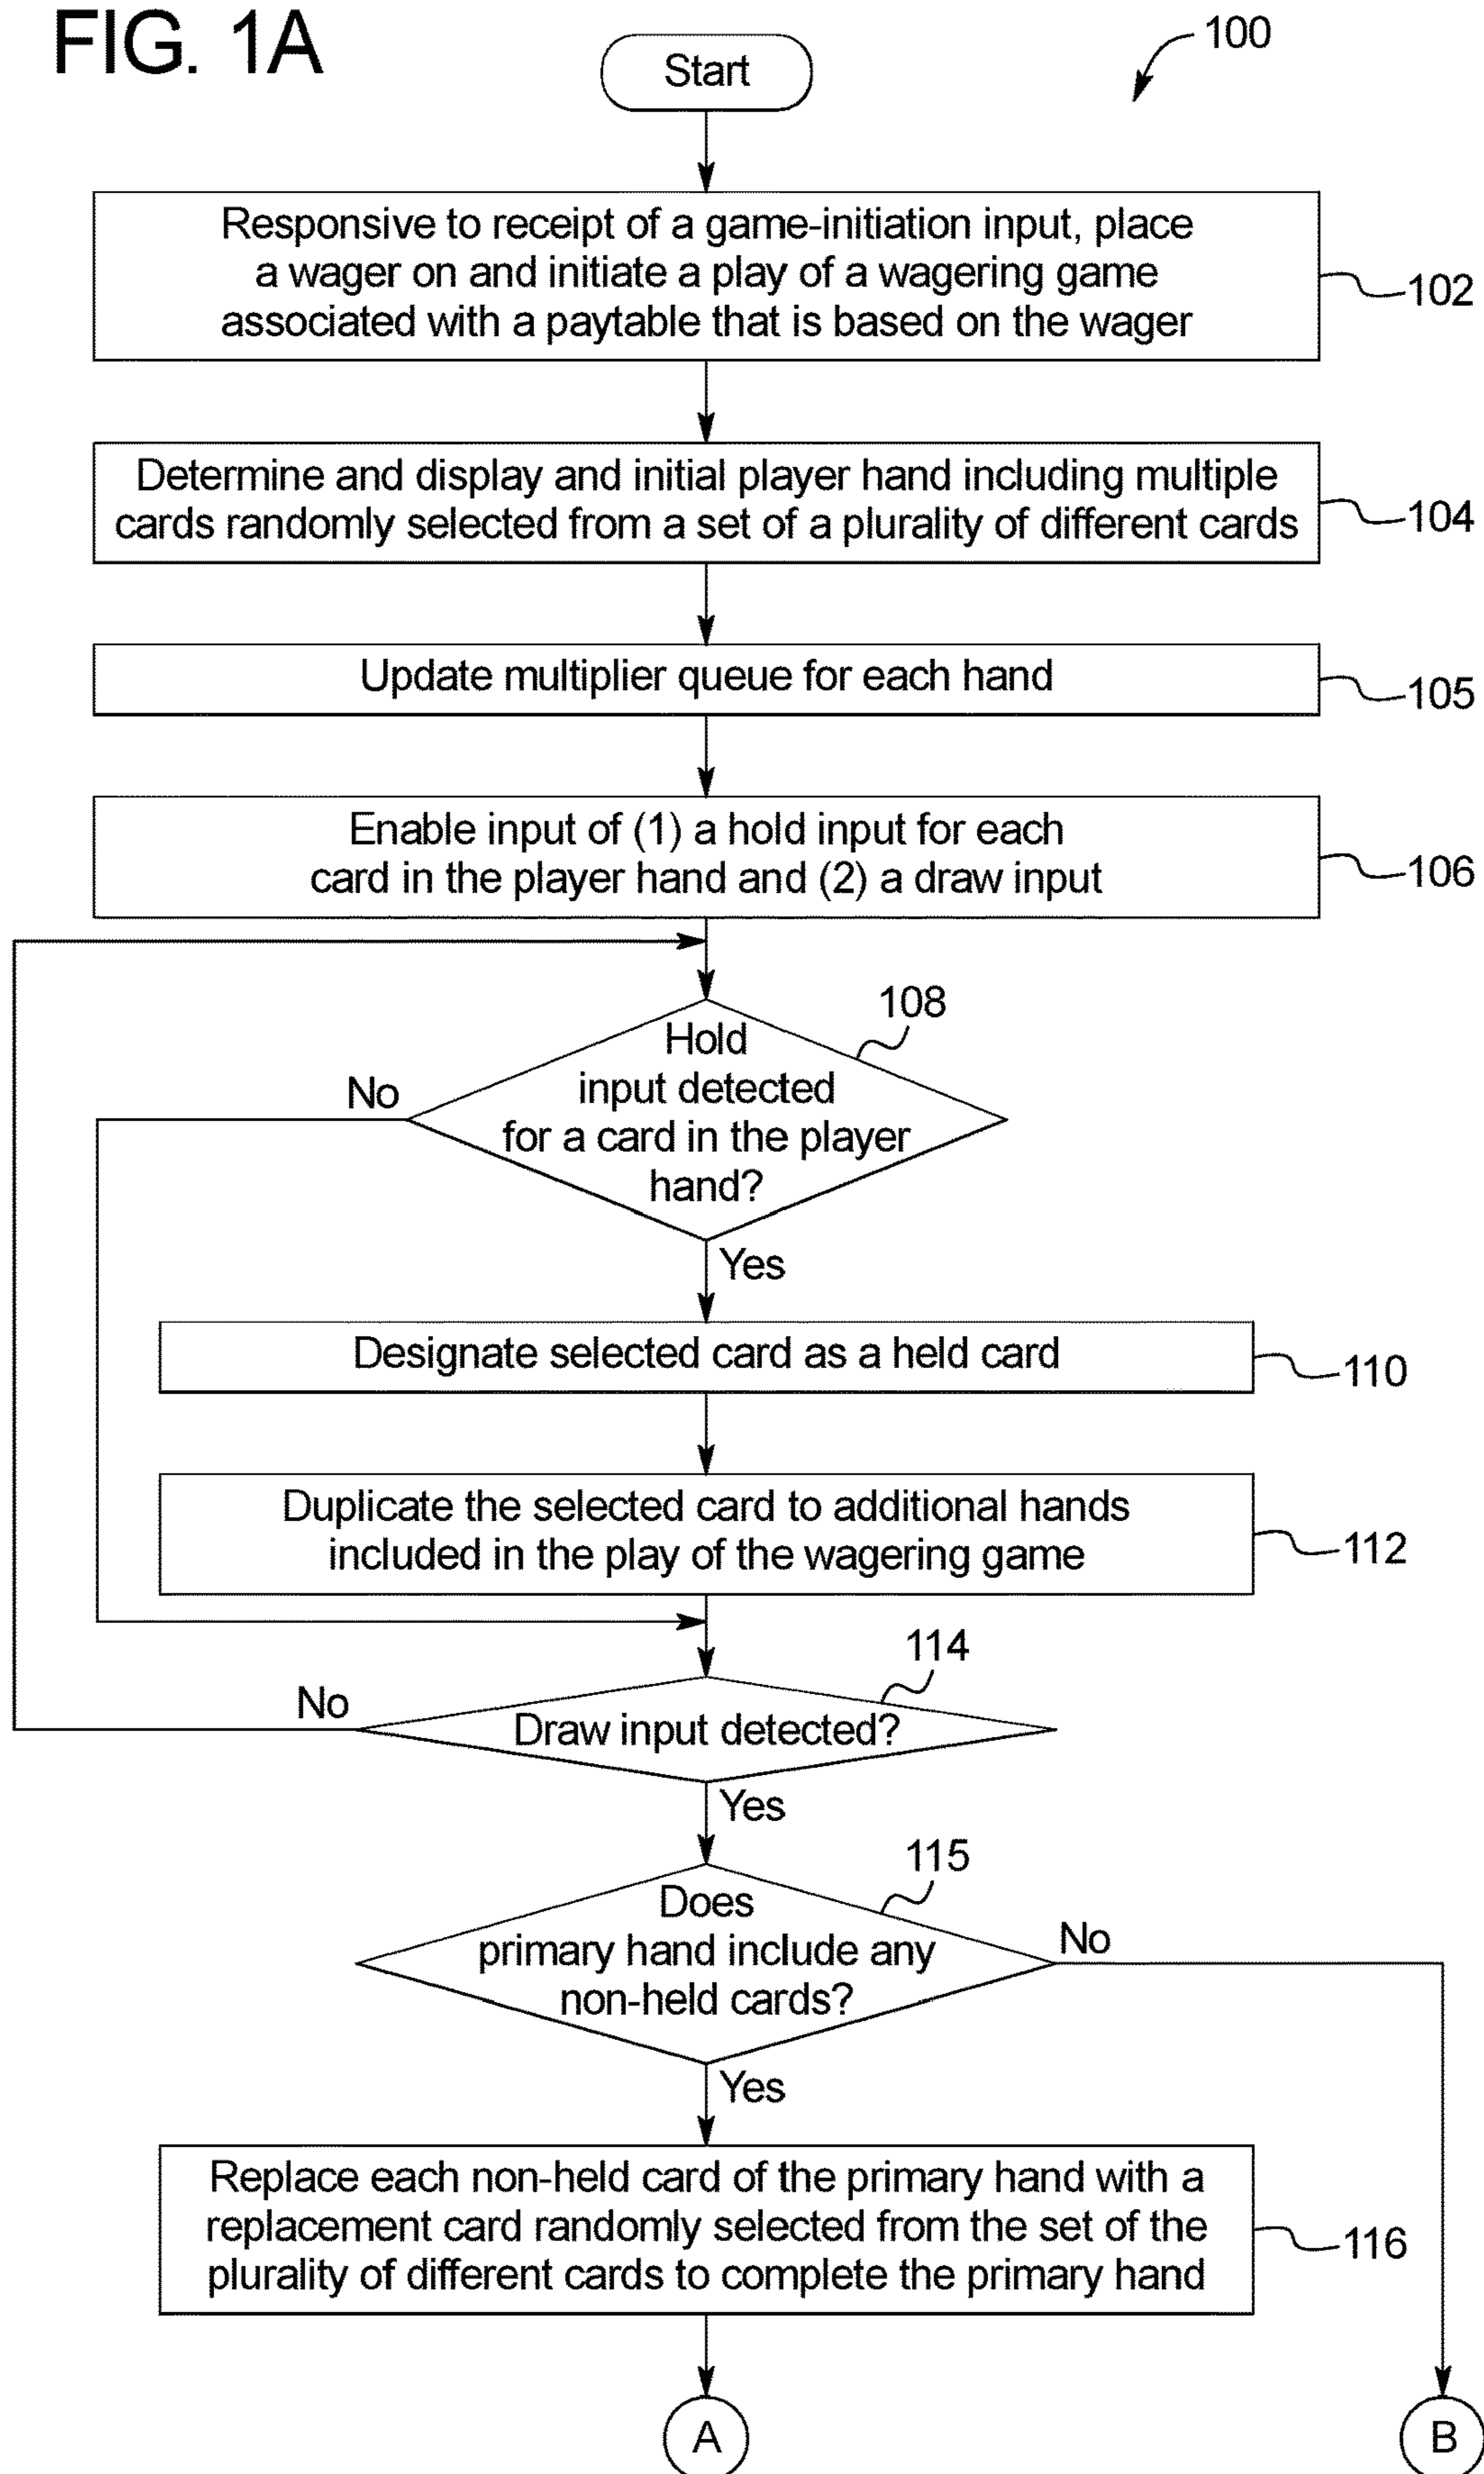 FIG. 1A
100
Start
Responsive to receipt of a game-initiation input, place
a wager on and initiate a play of a wagering game
associated with a paytable that is based on the wager
102
Determine and display and initial player hand including multiple
cards randomly selected from a set of a plurality of different cards
104
Update multiplier queue for each hand
105
Enable input of (1) a hold input for each
card in the player hand and (2) a draw input
106
108
Hold
input detected
for a card in the player
hand?
No
Yes
Designate selected card as a held card
110
Duplicate the selected card to additional hands
included in the play of the wagering game
112
114
No
Draw input detected?
Yes
115
Does
primary hand include any
non-held cards?
No
Yes
Replace each non-held card of the primary hand with a
replacement card randomly selected from the set of the
plurality of different cards to complete the primary hand
116
A
B